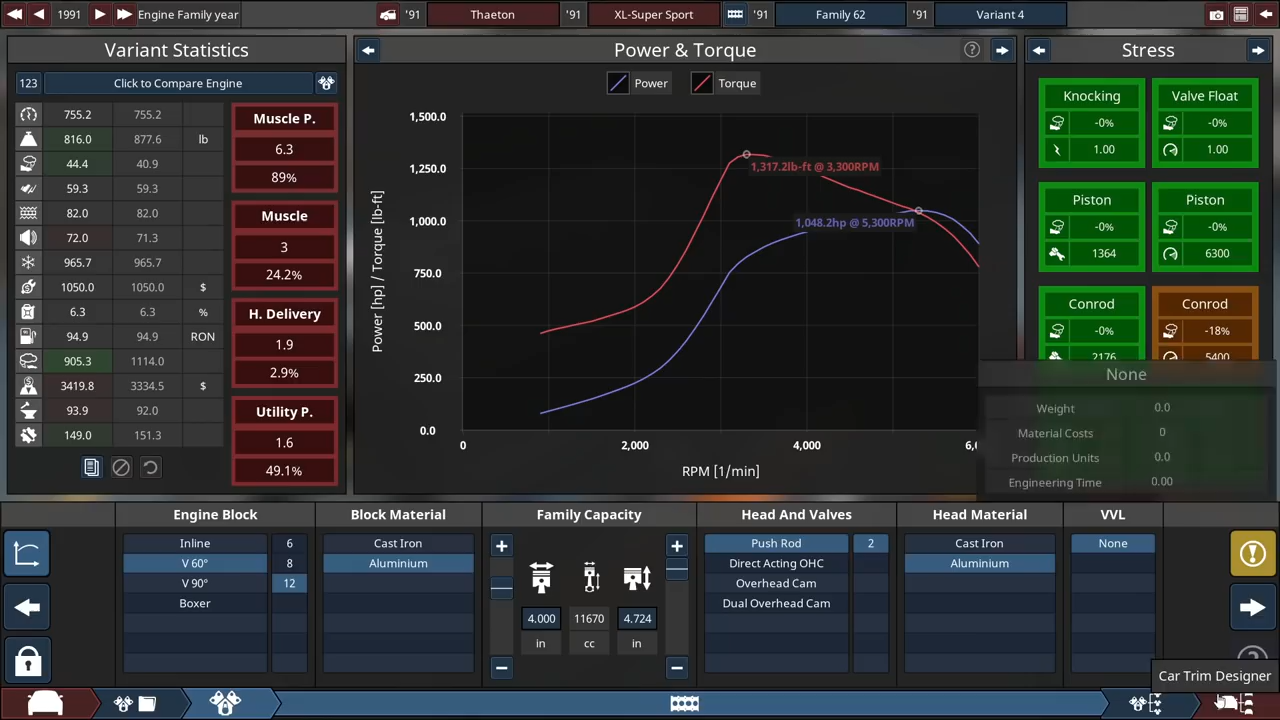 1991 Engine Family year '91 Thaeton '91 XL-Super Sport '91 Family 62 '91 Variant 4
Variant Statistics
123 Click to Compare Engine
755.2 755.2
816.0 877.6 lb
44.4 40.9
59.3 59.3
82.0 82.0
72.0 71.3
965.7 965.7
1050.0 1050.0 $
6.3 6.3 %
94.9 94.9 RON
905.3 1114.0
3419.8 3334.5 $
93.9 92.0
149.0 151.3
Muscle P.
6.3
89%
Muscle
3
24.2%
H. Delivery
1.9
2.9%
Utility P.
1.6
49.1%
Power & Torque
?
Power Torque
1,500.0
1,250.0
1,000.0
750.0
500.0
250.0
0.0
Power [hp] / Torque [lb-ft]
1,317.2lb-ft @ 3,300RPM
1,048.2hp @ 5,300RPM
0 2,000 4,000 6,0
RPM [1/min]
Stress
Knocking
-0%
1.00
Valve Float
-0%
1.00
Piston
-0%
1364
Piston
-0%
6300
Conrod
-0%
2176
Conrod
-18%
5400
None
Weight 0.0
Material Costs 0
Production Units 0.0
Engineering Time 0.00
Engine Block
Inline 6
V 60° 8
V 90° 12
Boxer
Block Material
Cast Iron
Aluminium
Family Capacity
4.000 11670 4.724
in cc in
Head And Valves
Push Rod 2
Direct Acting OHC
Overhead Cam
Dual Overhead Cam
Head Material
Cast Iron
Aluminium
VVL
None
?
Car Trim Designer